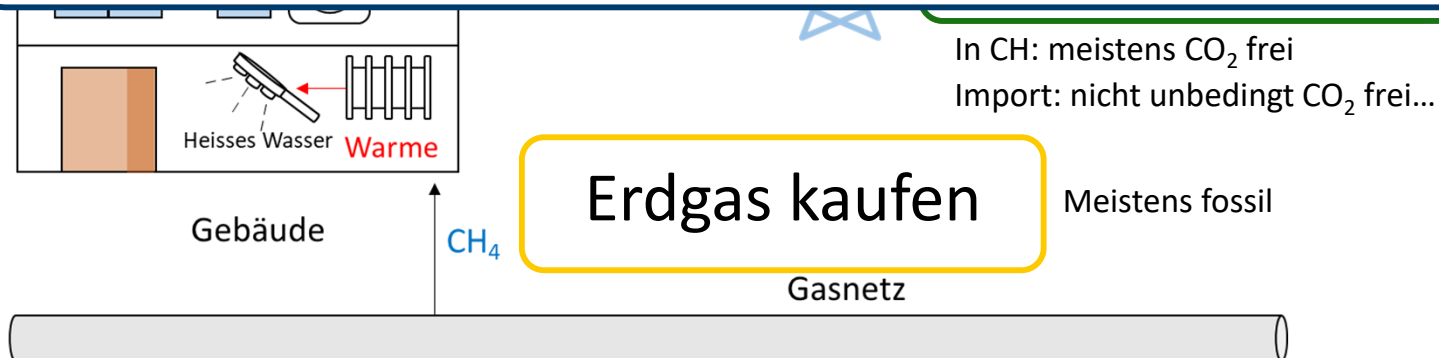 In CH: meistens CO₂ frei
Import: nicht unbedingt CO₂ frei…
Heisses Wasser
Warme
Erdgas kaufen
Meistens fossil
Gebäude
CH₄
Gasnetz